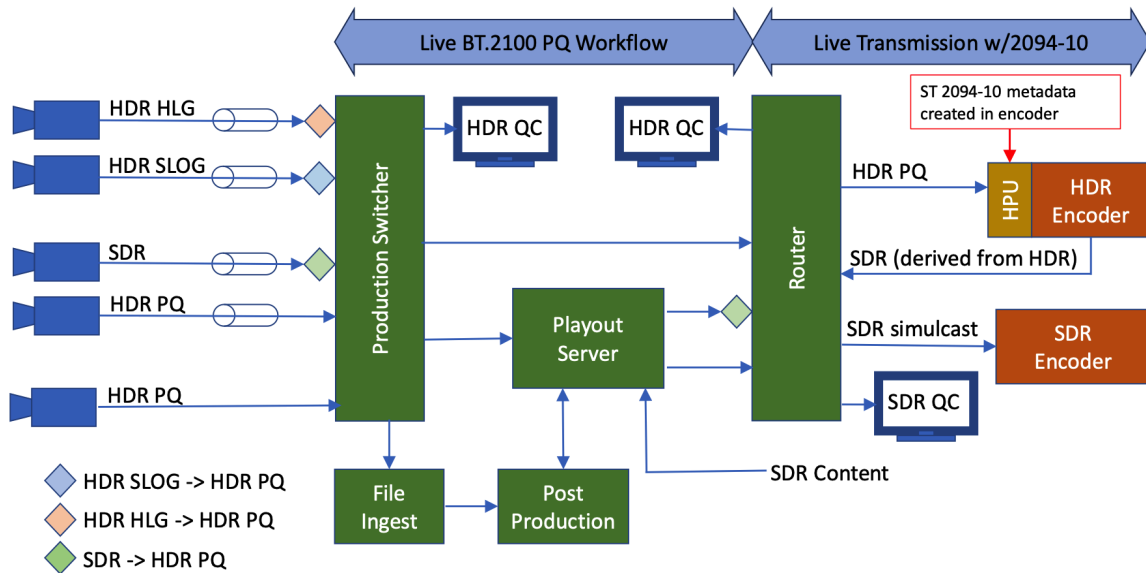 Live BT.2100 PQ Workflow
Live Transmission w/2094-10
ST 2094-10 metadata
created in encoder
HDR HLG
HDR SLOG
SDR
HDR PQ
HDR PQ
Production Switcher
HDR QC
HDR QC
Playout
Server
Router
HDR PQ
HPU
HDR
Encoder
SDR (derived from HDR)
SDR simulcast
SDR
Encoder
SDR QC
SDR Content
File
Ingest
Post
Production
HDR SLOG -> HDR PQ
HDR HLG -> HDR PQ
SDR -> HDR PQ